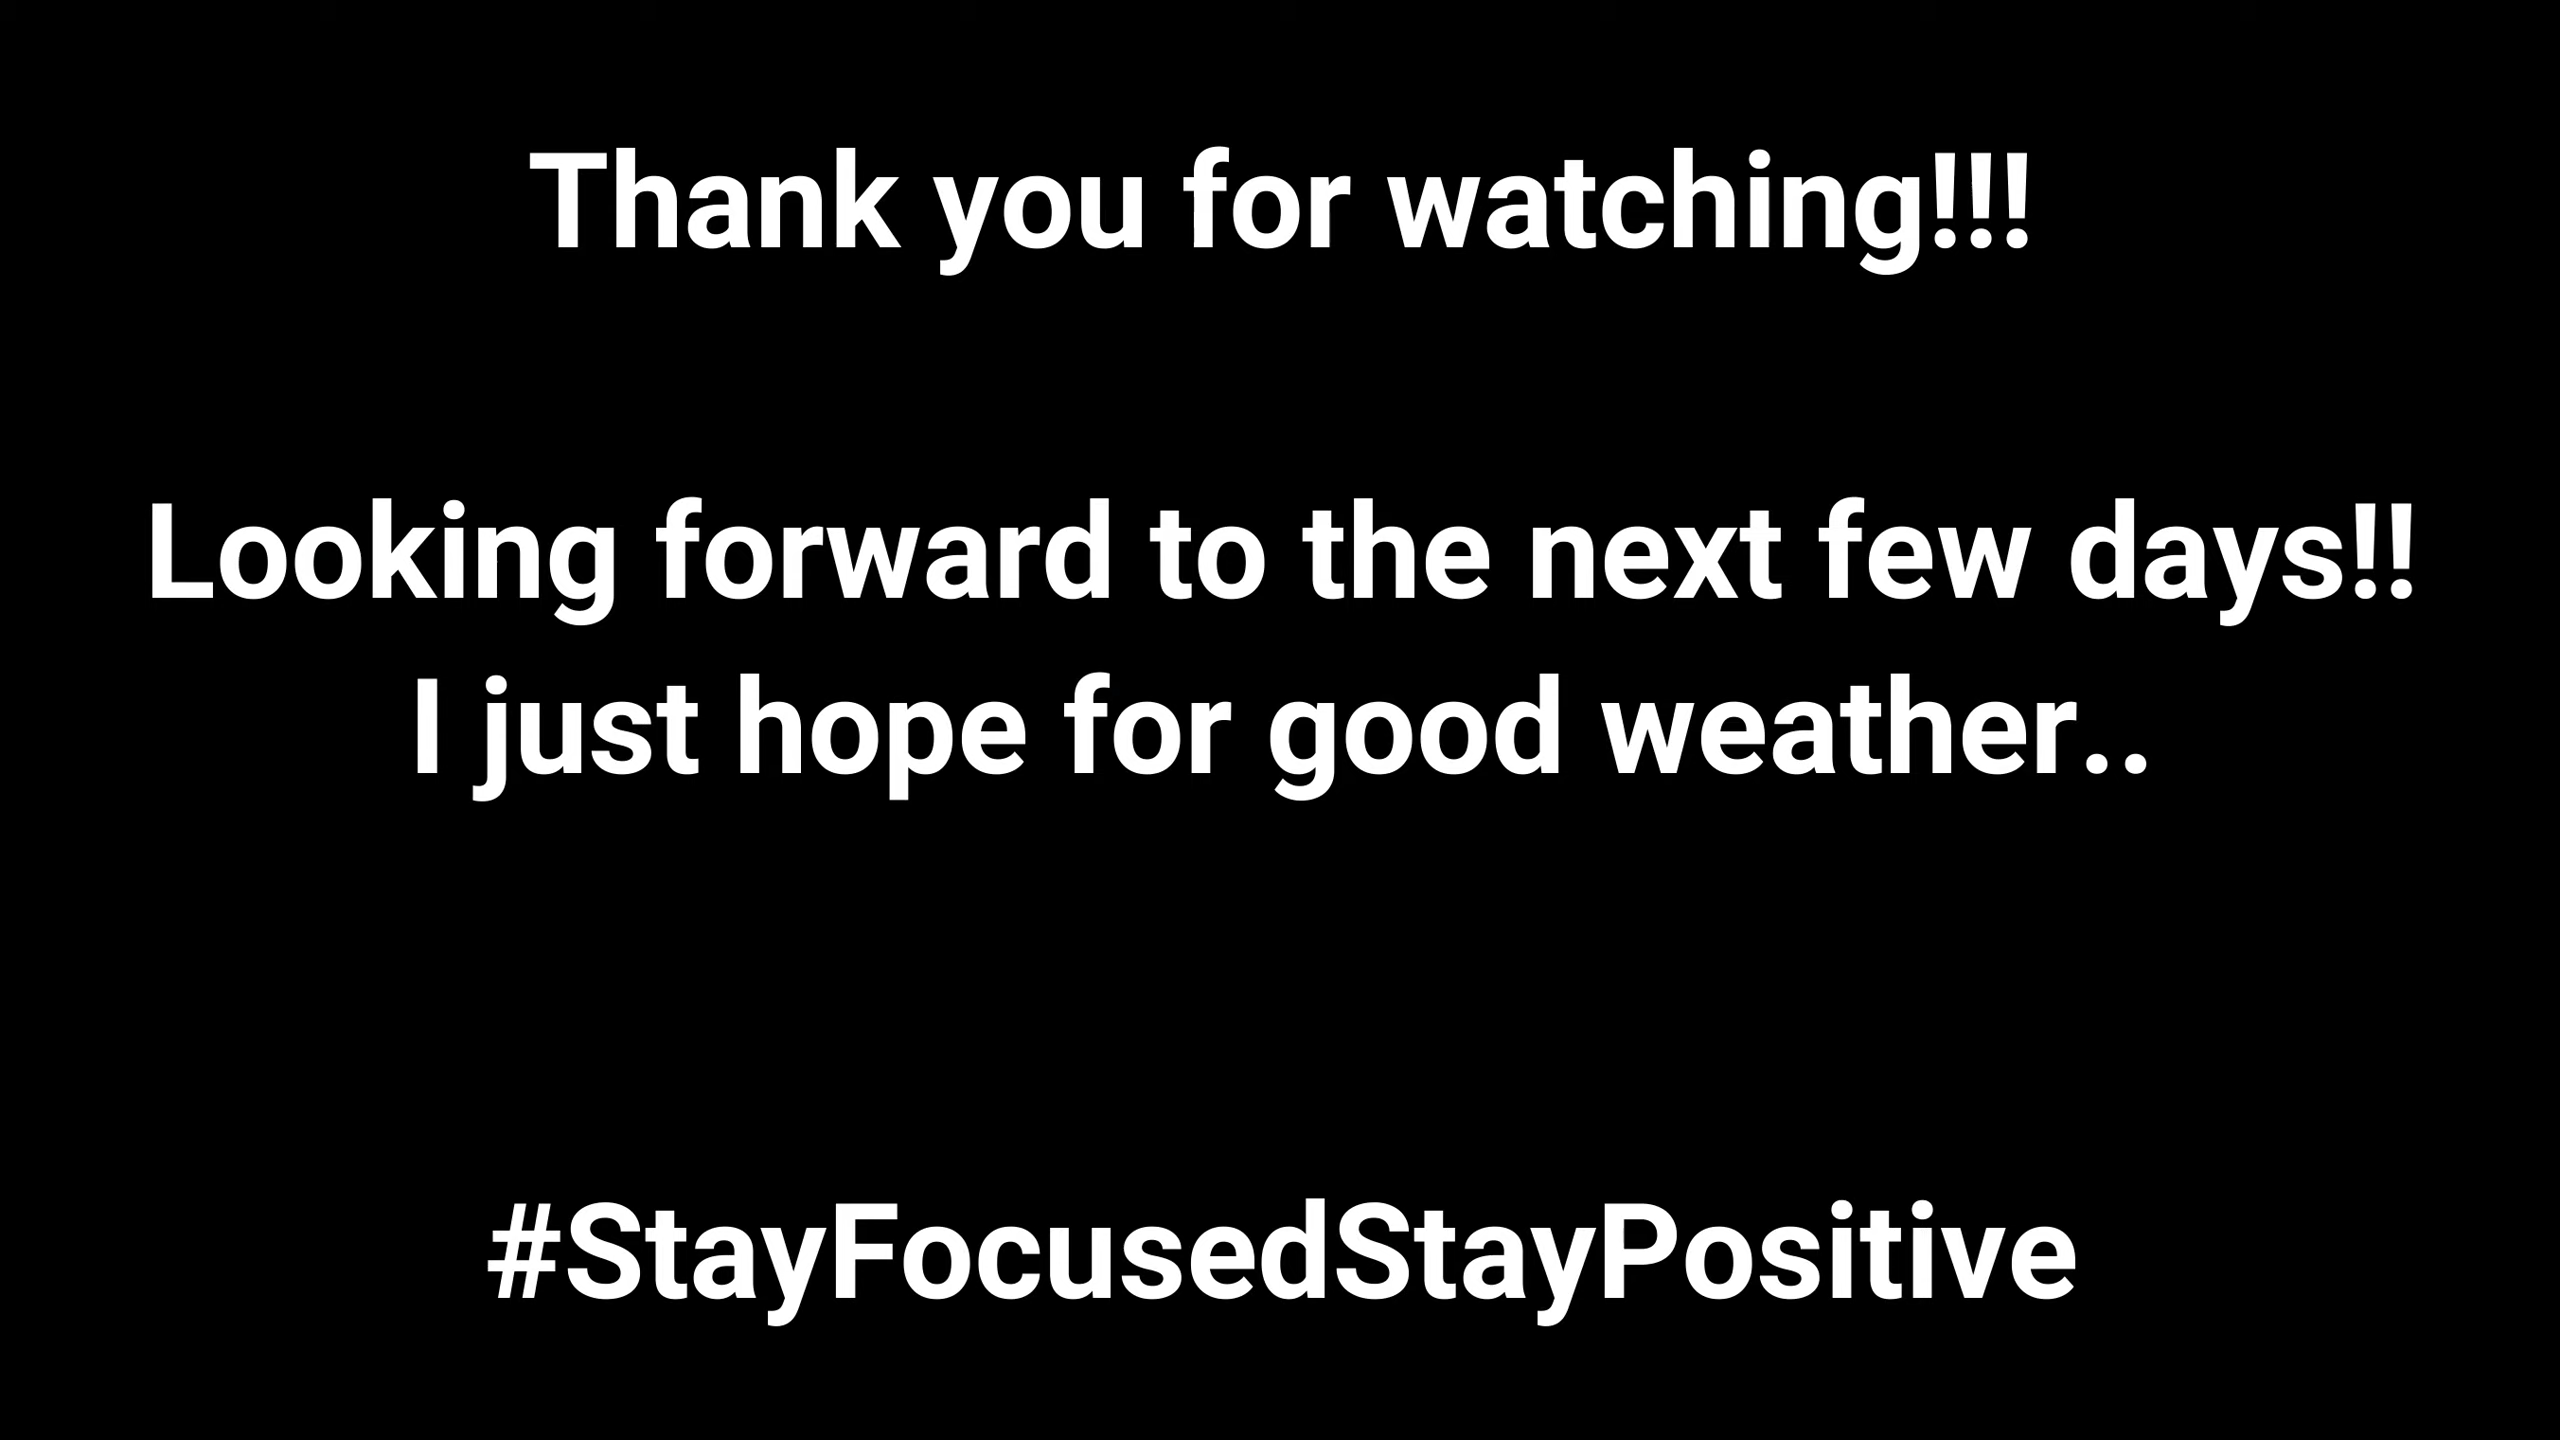 Thank you for watching!!!
Looking forward to the next few days!!
I just hope for good weather..
#StayFocusedStayPositive